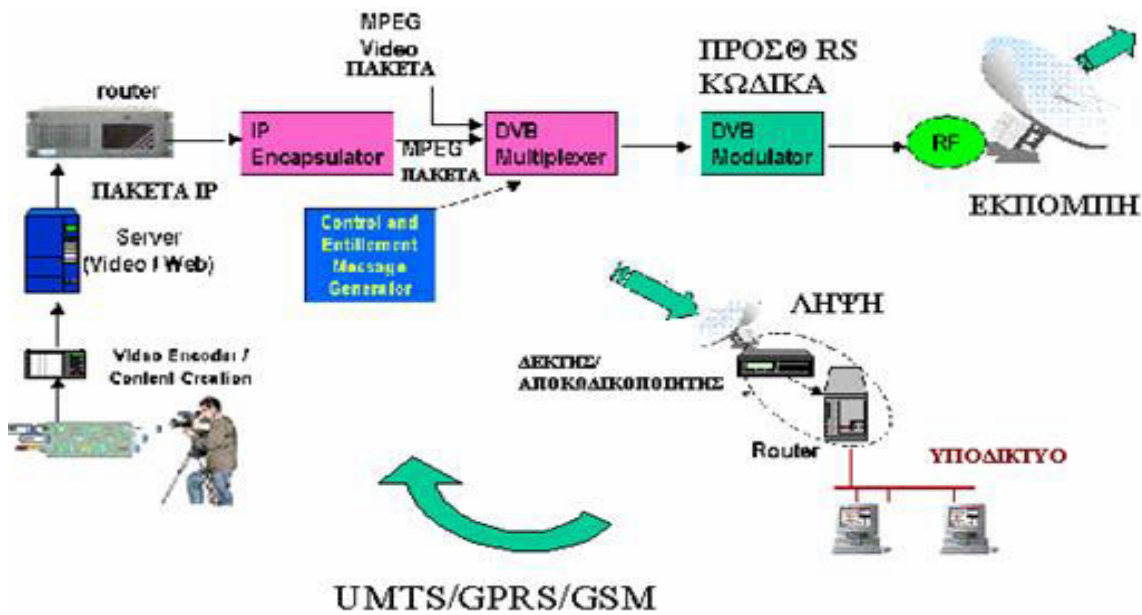 MPEG
Video
ΠΑΚΕΤΑ
ΠΡΟΣΘ RS
ΚΩΔΙΚΑ
router
IP
Encapsulator
MPEG
ΠΑΚΕΤΑ
DVB
Multiplexer
DVB
Modulator
RF
ΕΚΠΟΜΠΗ
ΠΑΚΕΤΑ IP
Server
(Video / Web)
Control and
Entitlement
Message
Generator
ΛΗΨΗ
Video Encoder /
Content Creation
ΔΕΚΤΗΣ/
ΑΠΟΚΩΔΙΚΟΠΟΙΗΤΗΣ
Router
ΥΠΟΔΙΚΤΥΟ
UMTS/GPRS/GSM